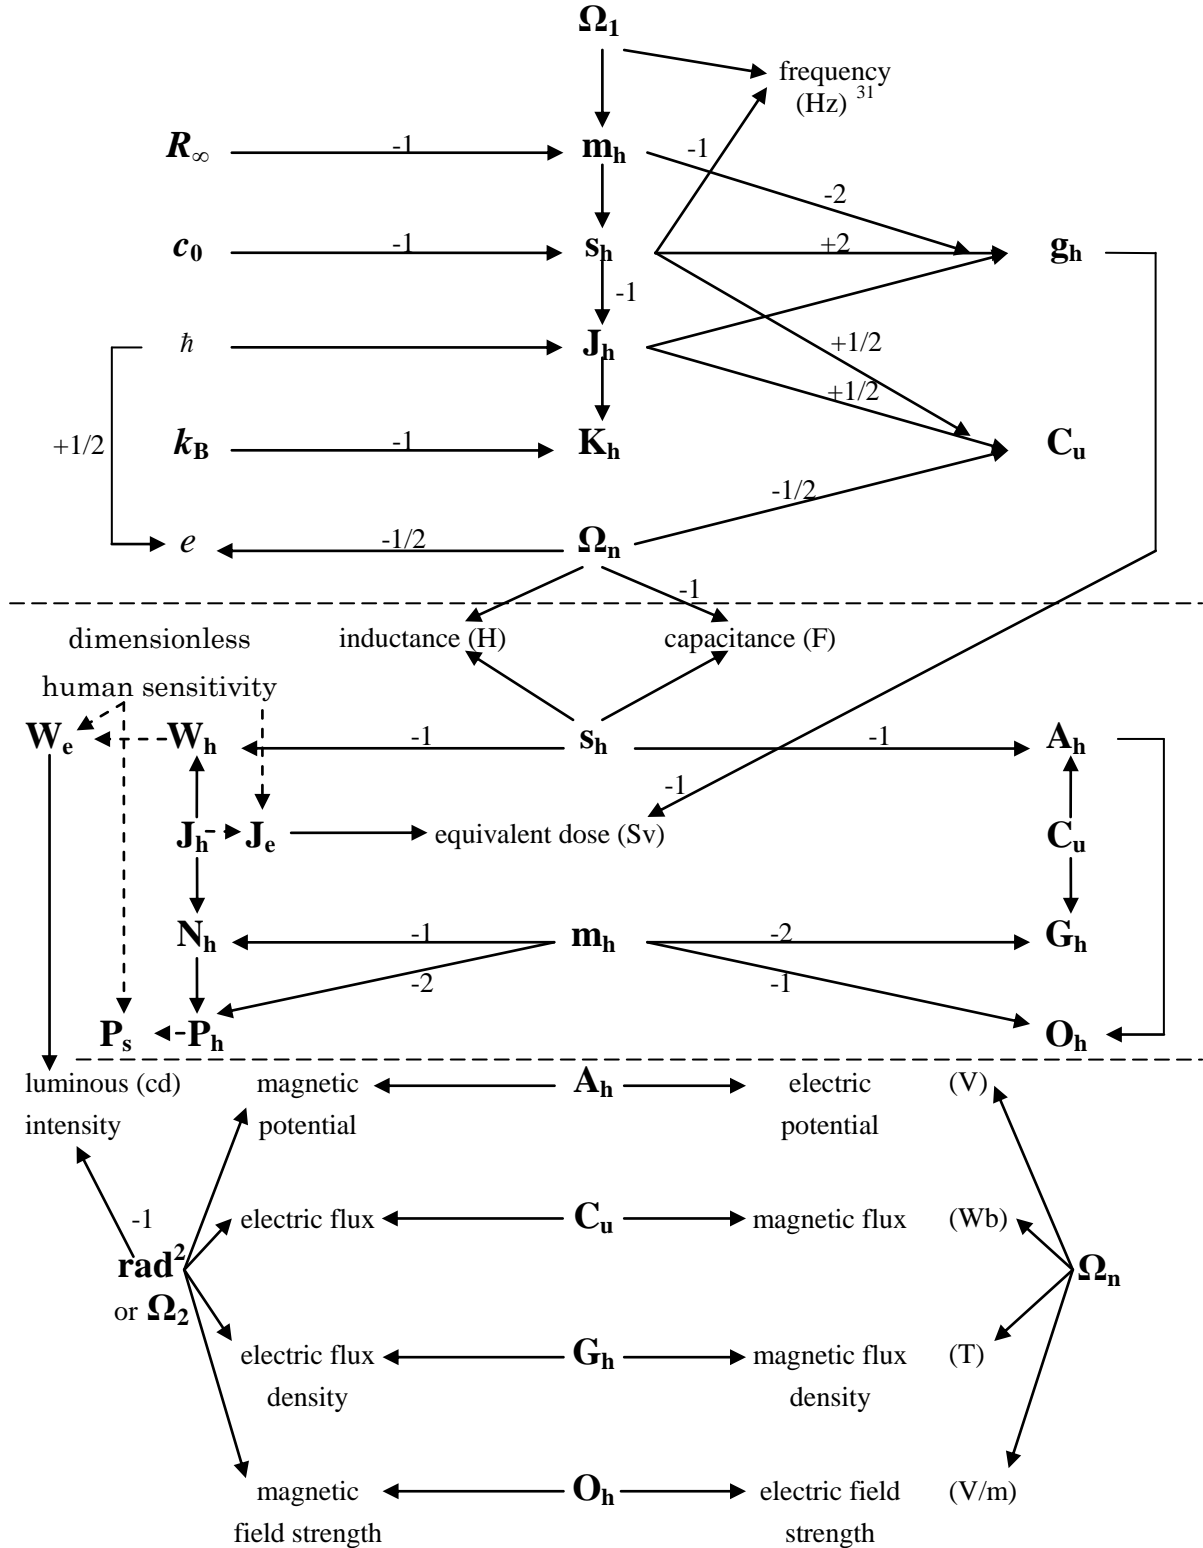 Ω1
frequency
(Hz) 31
R∞ -1 mh -1
-2
c0 -1 sh +2 gh
-1
ħ Jh +1/2
+1/2
+1/2 kB -1 Kh Cu
-1/2
e -1/2 Ωn
-1
dimensionless inductance (H) capacitance (F)
human sensitivity
We Wh -1 sh -1 Ah
-1
Jh Je equivalent dose (Sv) Cu
Nh -1 mh -2 Gh
-2 -1
Ps Ph Oh
luminous (cd) magnetic Ah electric (V)
intensity potential potential
-1 electric flux Cu magnetic flux (Wb)
rad2 Ωn
or Ω2
electric flux Gh magnetic flux (T)
density density
magnetic Oh electric field (V/m)
field strength strength